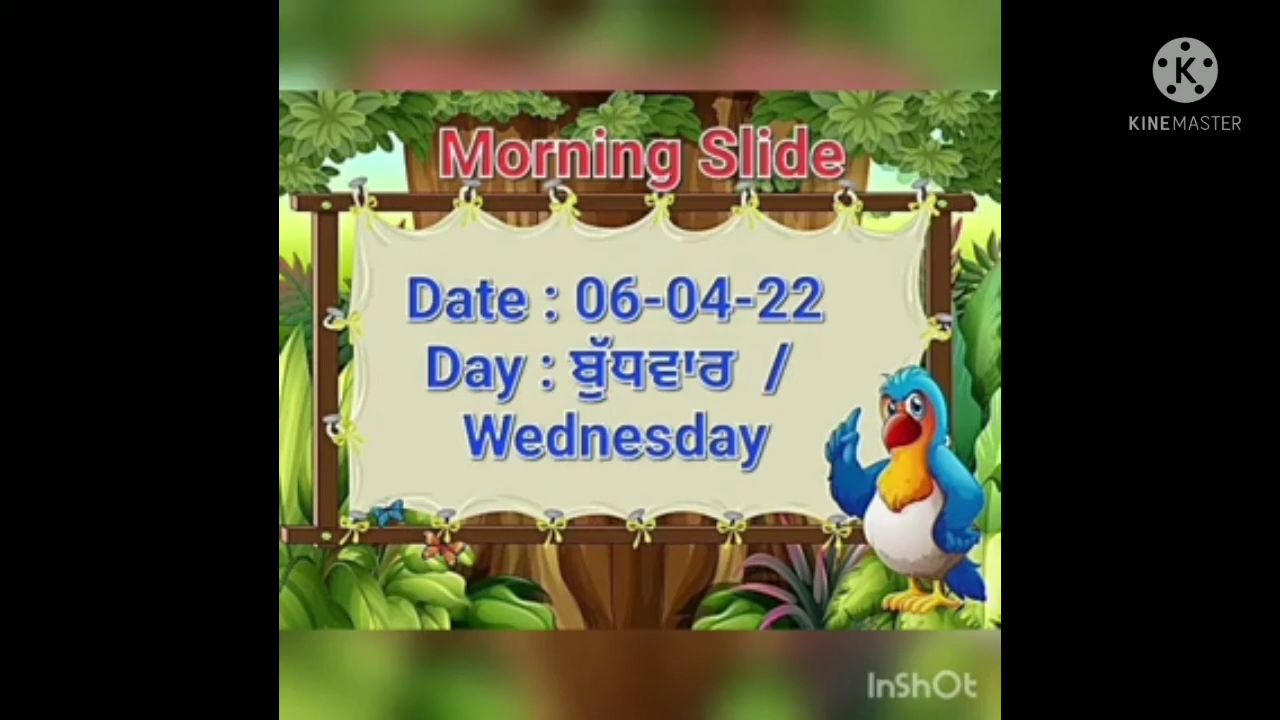 KINEMASTER
Morning Slide
Date : 06-04-22
Day : ਬੁੱਧਵਾਰ /
Wednesday
InShOt